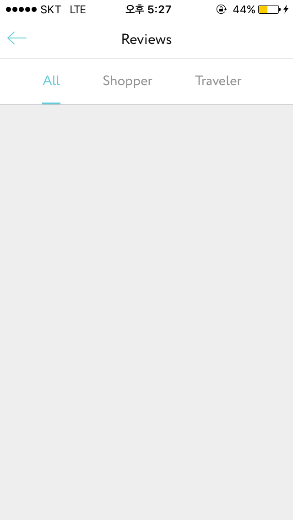 SKT LTE 오후 5:27 44%
Reviews
All Shopper Traveler